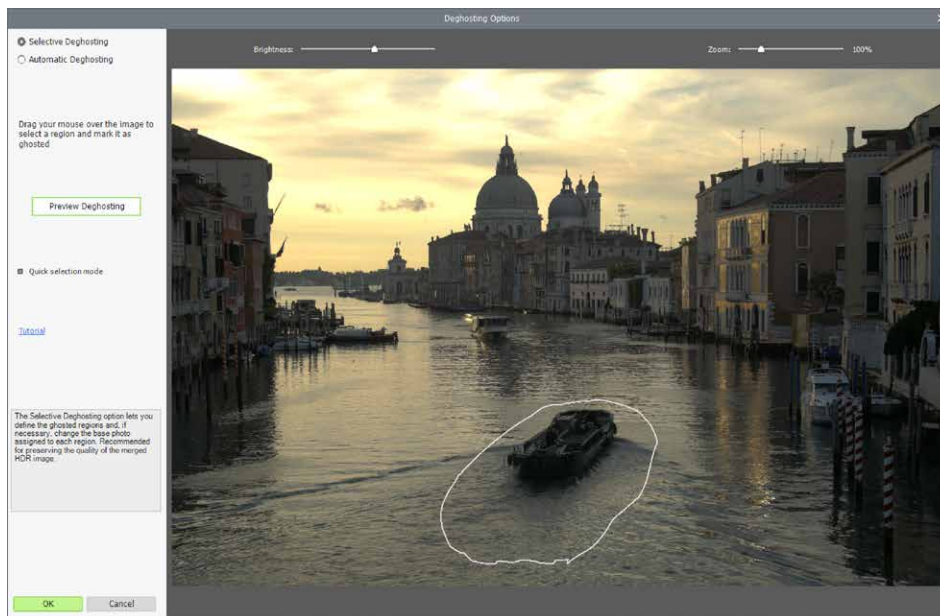 Deghosting Options
Selective Deghosting
Automatic Deghosting
Brightness:
Zoom:
100%
Drag your mouse over the image to
select a region and mark it as
ghosted
Preview Deghosting
Quick selection mode
Tutorial
The Selective Deghosting option lets you
define the ghosted regions and, if
necessary, change the base photo
assigned to each region. Recommended
for preserving the quality of the merged
HDR image.
OK
Cancel